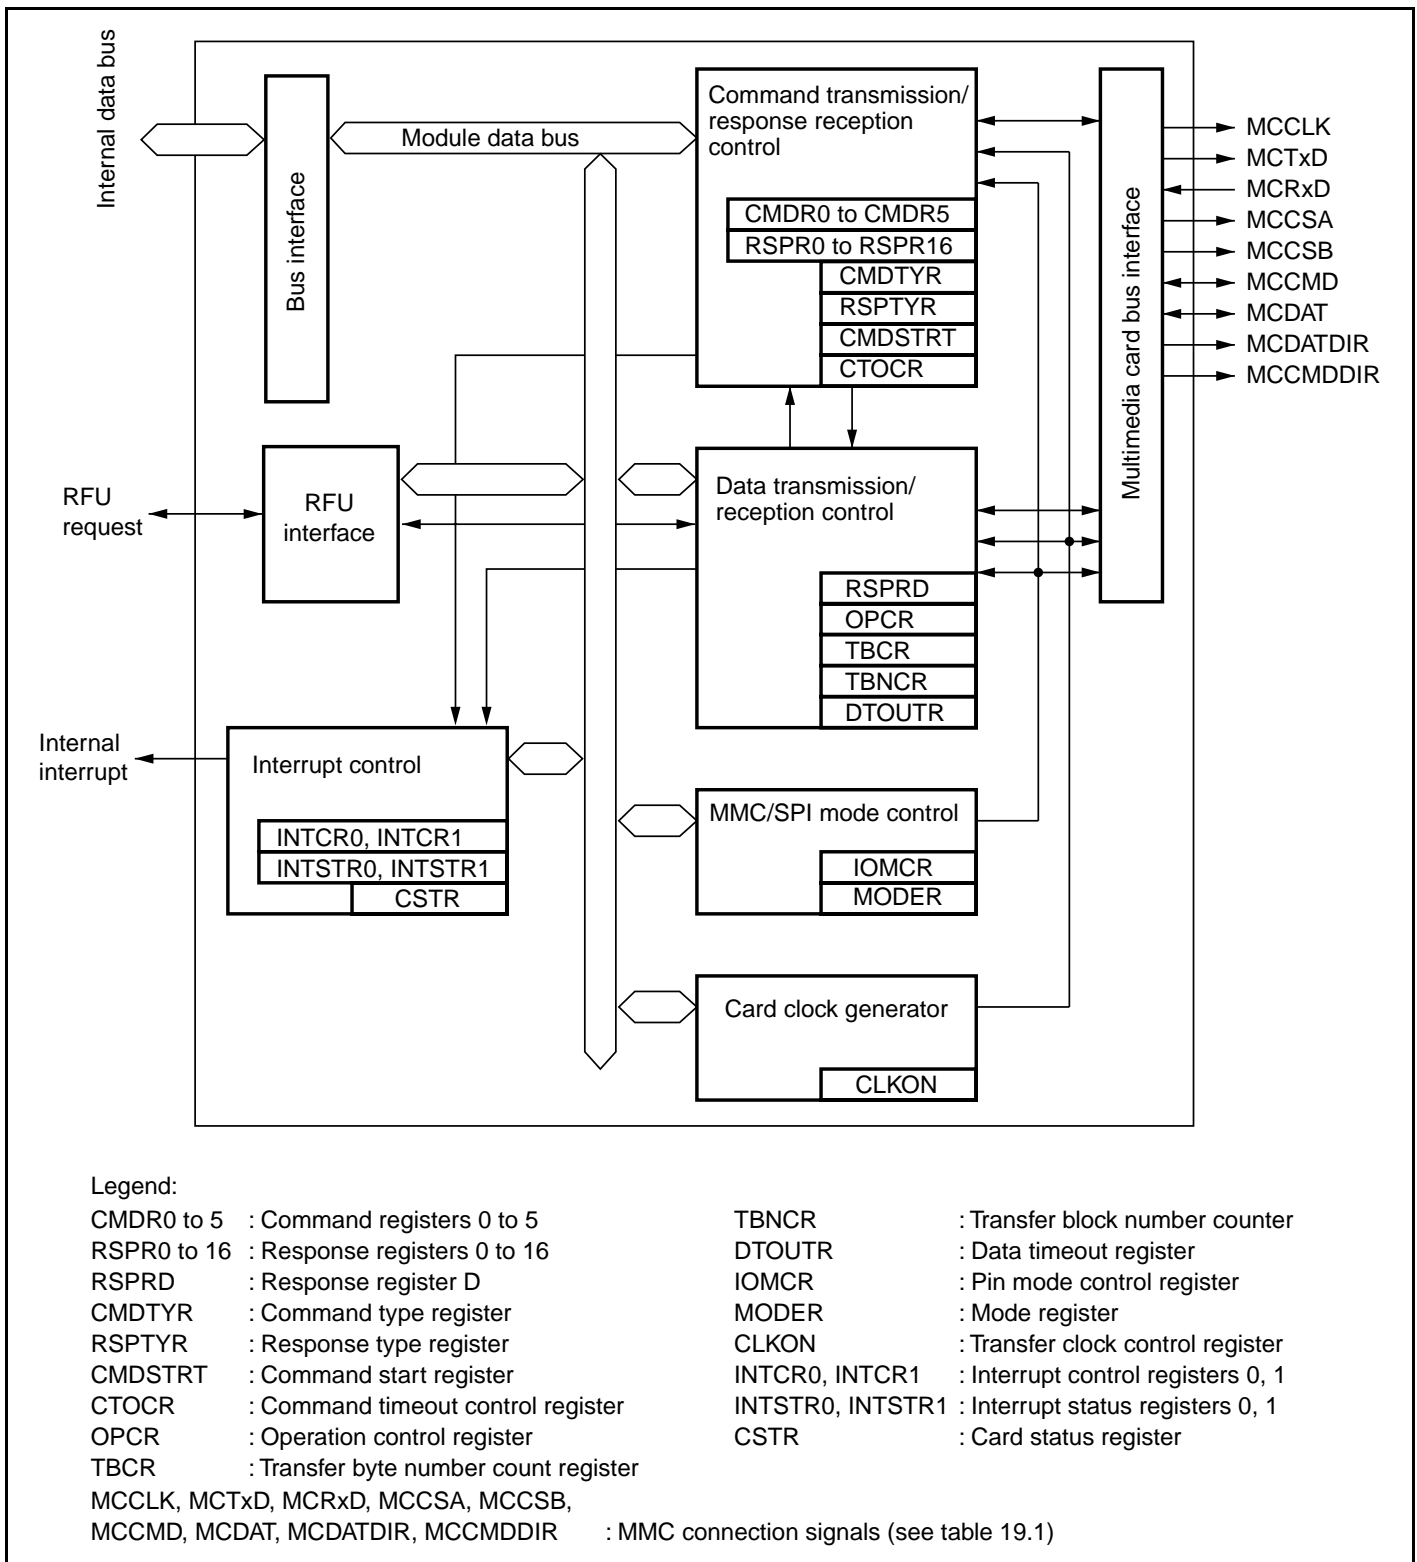 Internal data bus
Bus interface
Module data bus
Command transmission/
response reception
control
CMDR0 to CMDR5
RSPR0 to RSPR16
CMDTYR
RSPTYR
CMDSTRT
CTOCR
Multimedia card bus interface
MCCLK
MCTxD
MCRxD
MCCSA
MCCSB
MCCMD
MCDAT
MCDATDIR
MCCMDDIR
RFU
request
RFU
interface
Data transmission/
reception control
RSPRD
OPCR
TBCR
TBNCR
DTOUTR
Internal
interrupt
Interrupt control
INTCR0, INTCR1
INTSTR0, INTSTR1
CSTR
MMC/SPI mode control
IOMCR
MODER
Card clock generator
CLKON
Legend:
CMDR0 to 5 : Command registers 0 to 5
RSPR0 to 16 : Response registers 0 to 16
RSPRD : Response register D
CMDTYR : Command type register
RSPTYR : Response type register
CMDSTRT : Command start register
CTOCR : Command timeout control register
OPCR : Operation control register
TBCR : Transfer byte number count register
TBNCR : Transfer block number counter
DTOUTR : Data timeout register
IOMCR : Pin mode control register
MODER : Mode register
CLKON : Transfer clock control register
INTCR0, INTCR1 : Interrupt control registers 0, 1
INTSTR0, INTSTR1 : Interrupt status registers 0, 1
CSTR : Card status register
MCCLK, MCTxD, MCRxD, MCCSA, MCCSB,
MCCMD, MCDAT, MCDATDIR, MCCMDDIR : MMC connection signals (see table 19.1)